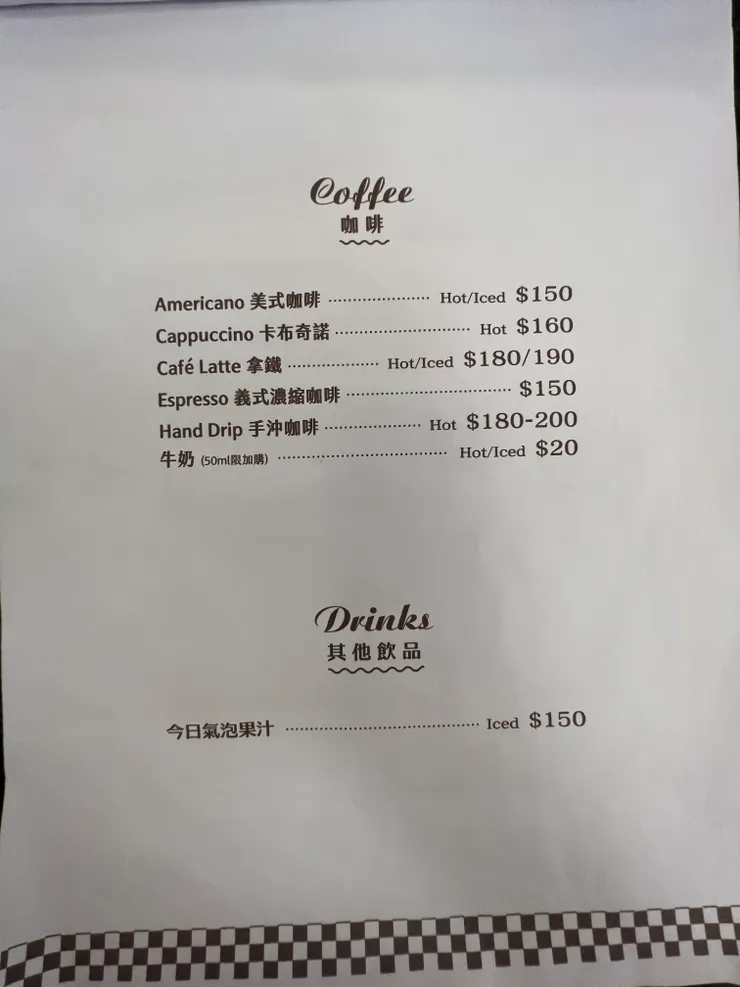 Coffee
咖啡
Americano 美式咖啡 ····················· Hot/Iced $150
Cappuccino 卡布奇諾 ···························· Hot $160
Café Latte 拿鐵 ··················· Hot/Iced $180/190
Espresso 義式濃縮咖啡 ·································· $150
Hand Drip 手沖咖啡 ···················· Hot $180-200
牛奶 (50ml限加購) ··································· Hot/Iced $20
Drinks
其他飲品
今日氣泡果汁 ········································ Iced $150